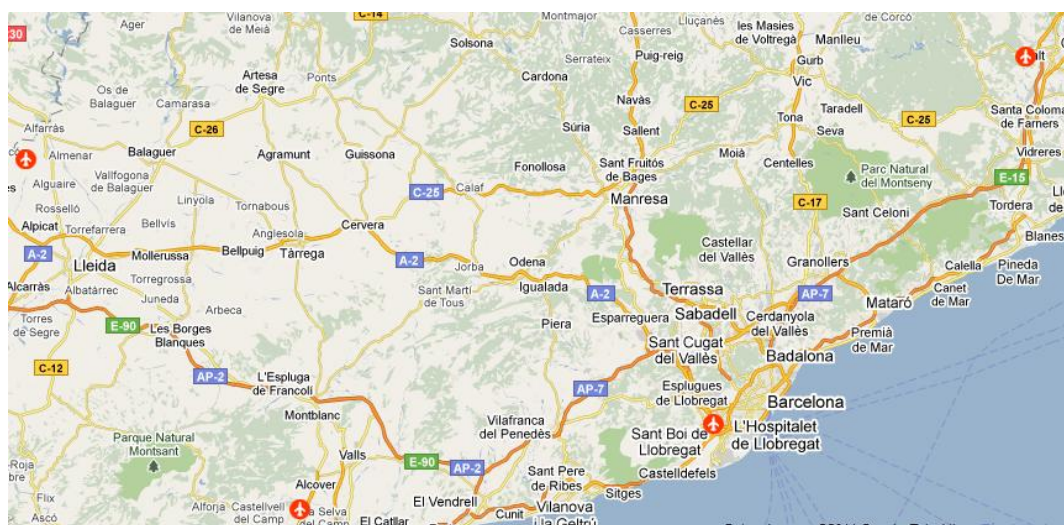 Ager
Vilanova
de Meià
C-14
Montmajor
Casserres
Lluçanès
les Masies
de Voltregà
Manlleu
de Corcó
30
Solsona
Serrateix
Puig-reig
Gurb
Vic
Artesa
de Segre
Ponts
Cardona
Os de
Balaguer
Camarasa
Navàs
C-25
Taradell
Santa Coloma
de Farners
Alfarràs
C-26
Súria
Sallent
Tona
Seva
C-25
Almenar
Balaguer
Agramunt
Guissona
Fonollosa
Sant Fruitós
de Bages
Moià
Centelles
Vidreres
Parc Natural
del Montseny
E-15
Alguaire
Vallfogona
de Balaguer
C-25
Calaf
Manresa
C-17
Rosselló
Linyola
Tornabous
Sant Celoni
Tordera
Alpicat
Torrefarrera
Bellvís
Anglesola
Cervera
Blanes
A-2
Mollerussa
Bellpuig
Tàrrega
A-2
Jorba
Odena
Castellar
del Vallès
Granollers
Calella
Pineda
De Mar
Lleida
Torregrossa
Sant Martí
de Tous
Igualada
A-2
Terrassa
AP-7
Canet
de Mar
Alcarràs
Albatàrrec
Juneda
Arbeca
Mataró
Torres
de Segre
E-90
Les Borges
Blanques
Piera
Esparreguera
Sabadell
Cerdanyola
del Vallès
Premià
de Mar
Sant Cugat
del Vallès
Badalona
C-12
AP-2
L'Espluga
de Francolí
AP-7
Esplugues
de Llobregat
Barcelona
Montblanc
Vilafranca
del Penedès
Sant Boi de
Llobregat
L'Hospitalet
de Llobregat
Parque Natural
Montsant
Valls
E-90
AP-2
Castelldefels
Sant Pere
de Ribes
Sitges
Flix
Ascó
Alcover
El Vendrell
Vilanova
i la Geltrú
Alforja
Castellvell
del Camp
la Selva
del Camp
El Catllar
Cunit